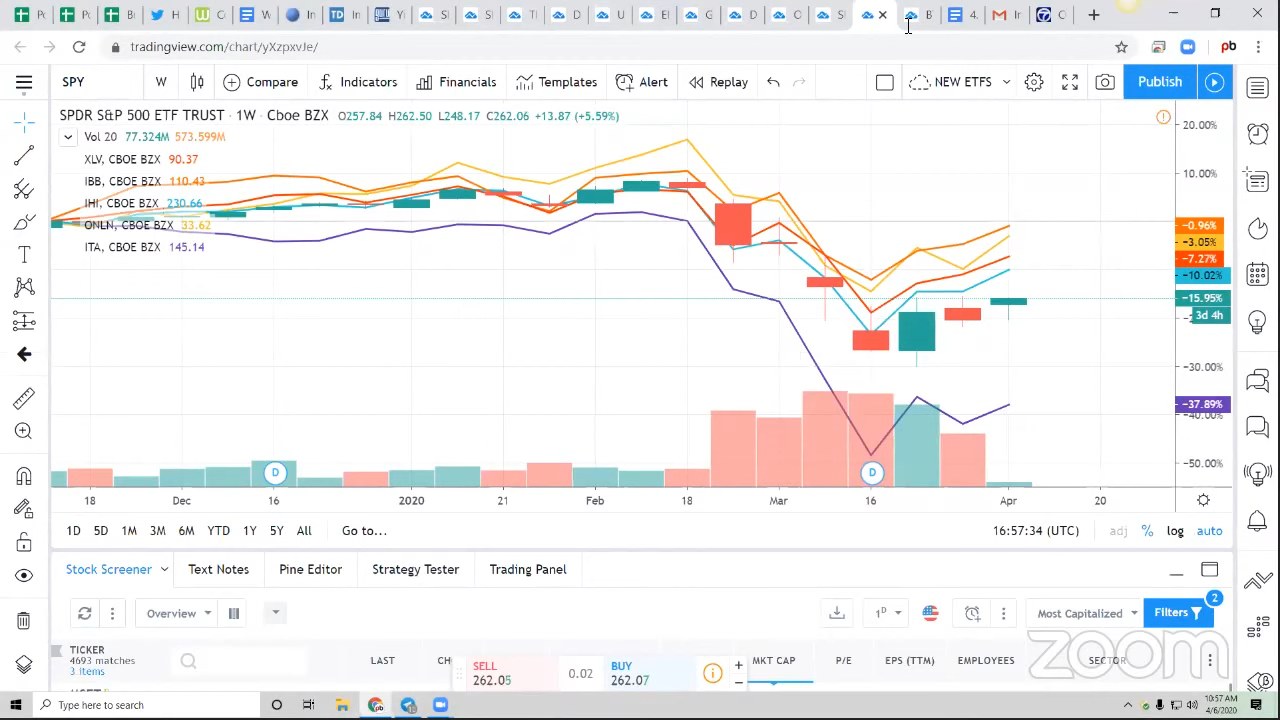 tradingview.com/chart/yXzpxvJe/
SPY W Compare Indicators Financials Templates Alert Replay NEW ETFS Publish
SPDR S&P 500 ETF TRUST · 1W · Cboe BZX O257.84 H262.50 L248.17 C262.06 +13.87 (+5.59%)
Vol 20 77.324M 573.599M
XLV, CBOE BZX 90.37
IBB, CBOE BZX 110.43
IHI, CBOE BZX 230.66
ONLN, CBOE BZX 33.62
ITA, CBOE BZX 145.14
20.00%
10.00%
-0.96%
-3.05%
-7.27%
-10.02%
-15.95%
3d 4h
-30.00%
-37.89%
-40.00%
-50.00%
D D
18 Dec 16 2020 21 Feb 18 Mar 16 Apr 20
1D 5D 1M 3M 6M YTD 1Y 5Y All Go to... 16:57:34 (UTC) adj % log auto
Stock Screener Text Notes Pine Editor Strategy Tester Trading Panel
Overview 1D Most Capitalized Filters 2
TICKER
4693 matches
3 Items
LAST CH MKT CAP P/E EPS (TTM) EMPLOYEES SECTOR
SELL
262.05
0.02
BUY
262.07
zoom
Type here to search
10:57 AM
4/6/2020